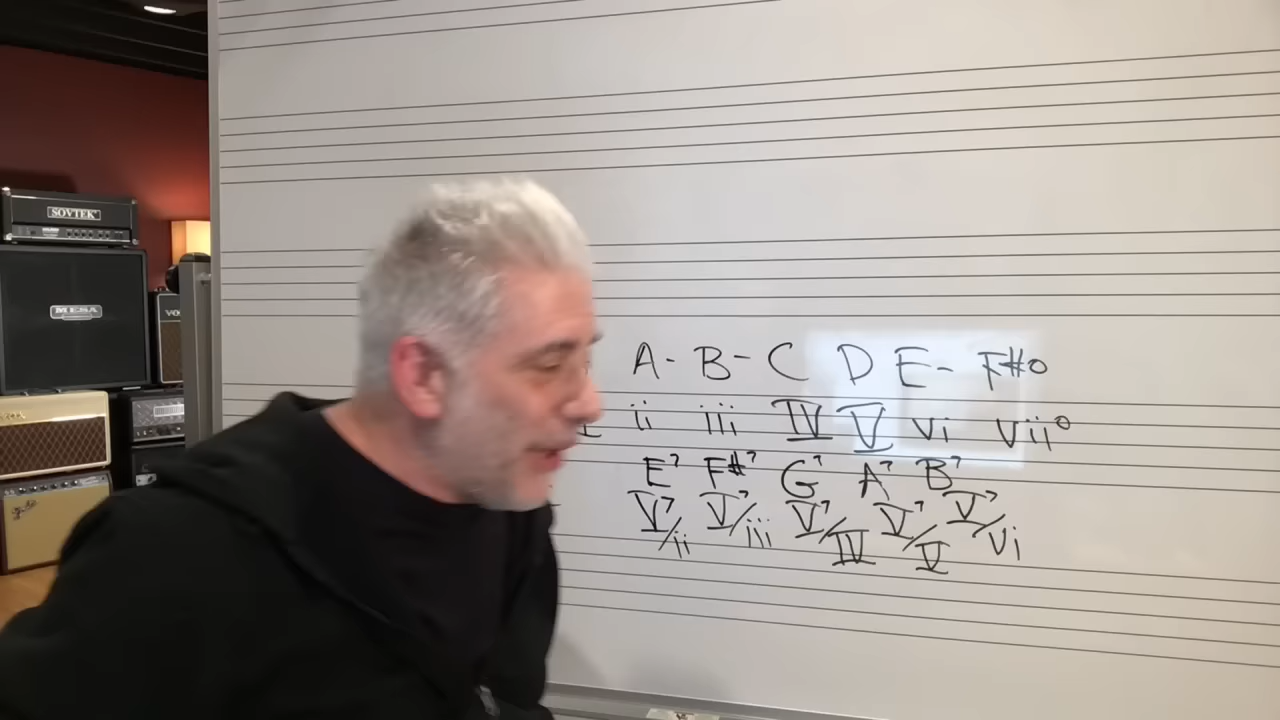 SOVTEK
MESA
VO
A- B- C D E- F#o
ii iii IV V vi vii°
E7 F#7 G7 A7 B7
V7/ii V7/iii V7/IV V7/V V7/vi